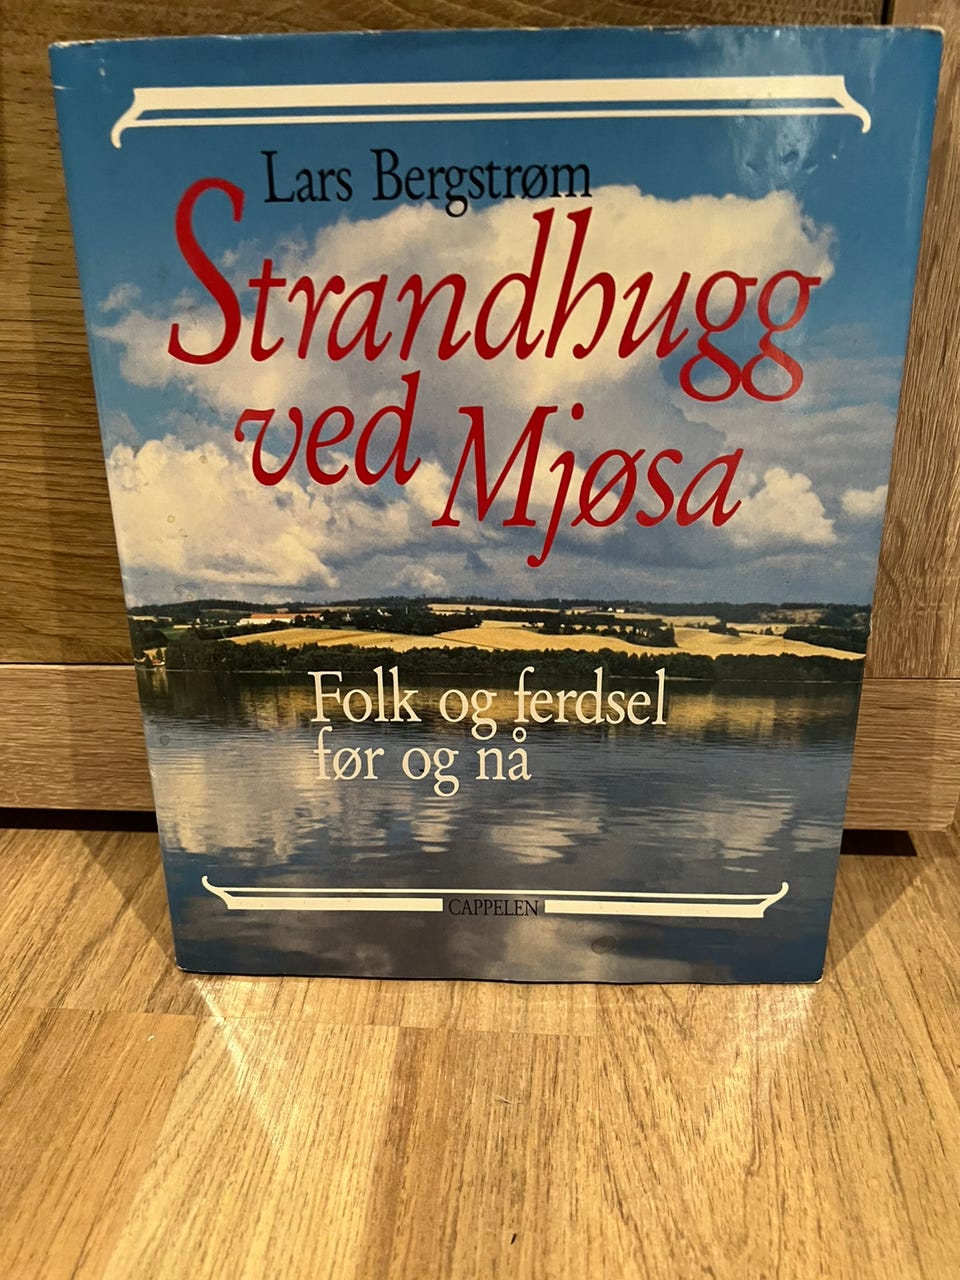 Lars Bergstrøm
Strandhugg
ved Mjøsa
Folk og ferdsel
før og nå
CAPPELEN